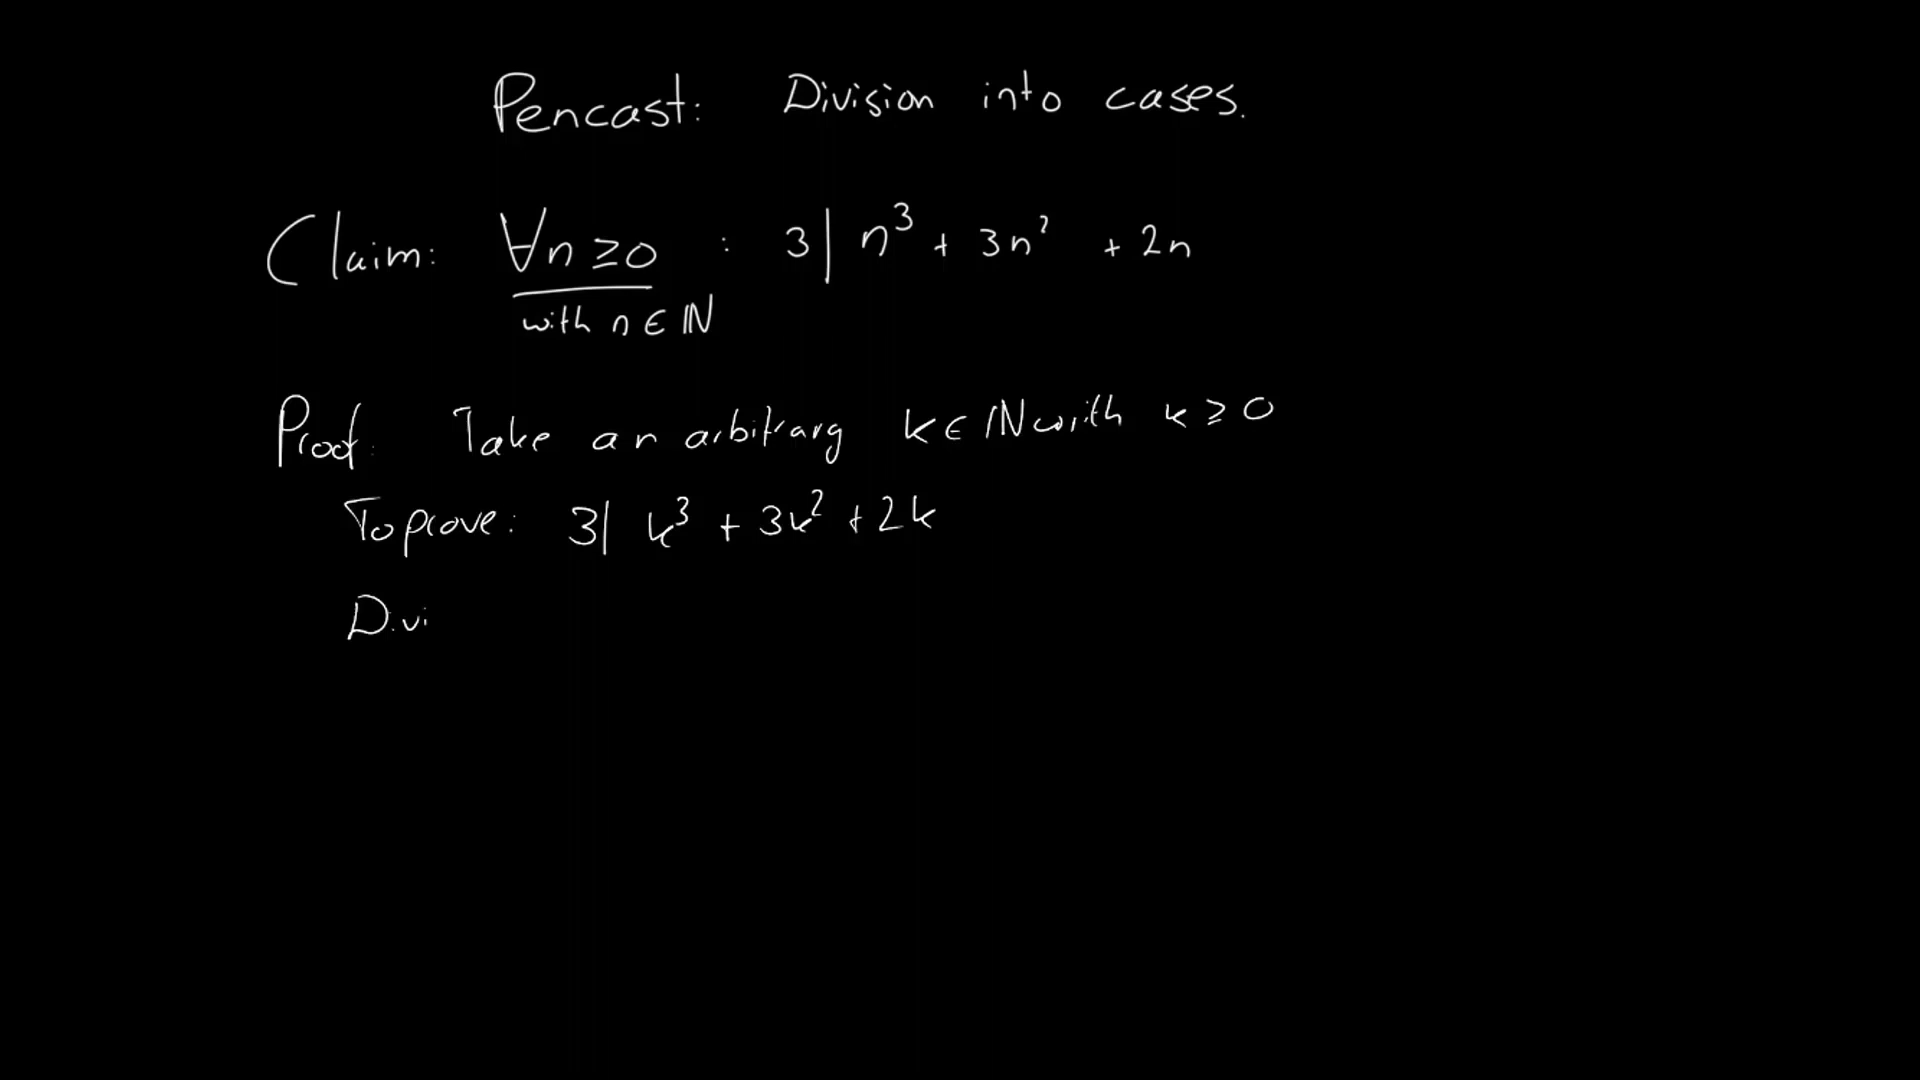 Pencast: Division into cases.
Claim: ∀n ≥ 0 : 3 | n³ + 3n² + 2n
with n ∈ ℕ
Proof: Take an arbitrary k ∈ ℕ with k ≥ 0
To prove: 3 | k³ + 3k² + 2k
Divi